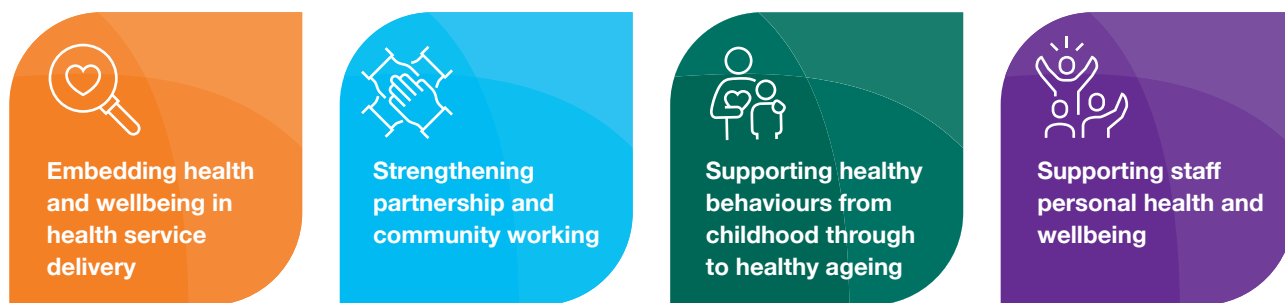 Embedding health
and wellbeing in
health service
delivery
Strengthening
partnership and
community working
Supporting healthy
behaviours from
childhood through
to healthy ageing
Supporting staff
personal health and
wellbeing